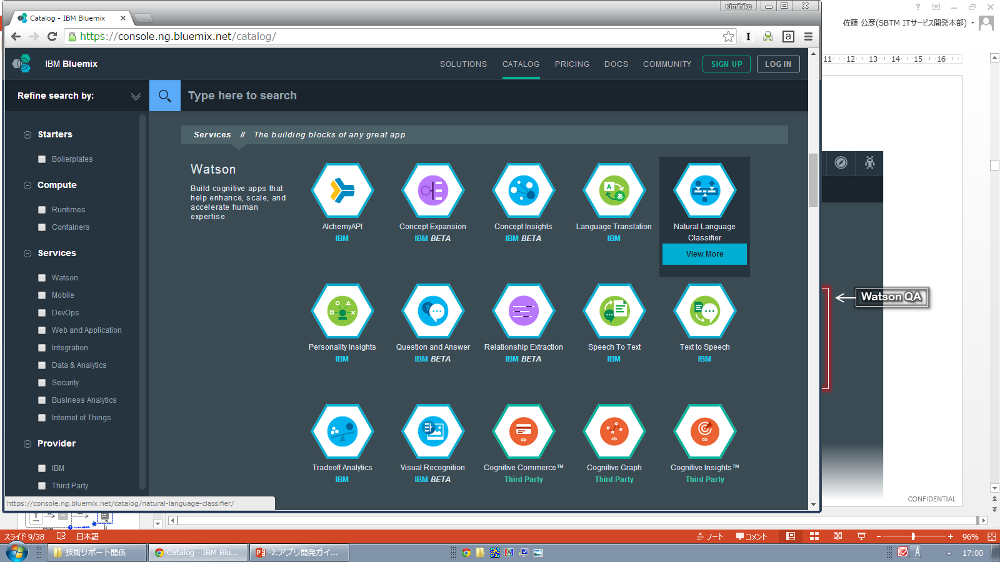 Kimihiko
Catalog - IBM Bluemix
https://console.ng.bluemix.net/catalog/
佐藤 公彦(SBTM ITサービス開発本部)
11 12 13 14 15 16
IBM Bluemix
SOLUTIONS CATALOG PRICING DOCS COMMUNITY SIGN UP LOG IN
Refine search by:
Type here to search
Starters
Boilerplates
Compute
Runtimes
Containers
Services
Watson
Mobile
DevOps
Web and Application
Integration
Data & Analytics
Security
Business Analytics
Internet of Things
Provider
IBM
Third Party
Services // The building blocks of any great app
Watson
Build cognitive apps that
help enhance, scale, and
accelerate human
expertise
AlchemyAPI
IBM
Concept Expansion
IBM BETA
Concept Insights
IBM BETA
Language Translation
IBM
Natural Language
Classifier
View More
Personality Insights
IBM
Question and Answer
IBM BETA
Relationship Extraction
IBM BETA
Speech To Text
IBM
Text to Speech
IBM
Tradeoff Analytics
IBM
Visual Recognition
IBM BETA
Cognitive Commerce™
Third Party
Cognitive Graph
Third Party
Cognitive Insights™
Third Party
Watson QA
CONFIDENTIAL
https://console.ng.bluemix.net/catalog/natural-language-classifier/
スライド 9/38 日本語
ノート コメント 96%
技術サポート関係
Catalog - IBM Blu...
-2.アプリ開発ガイ...
A
17:00